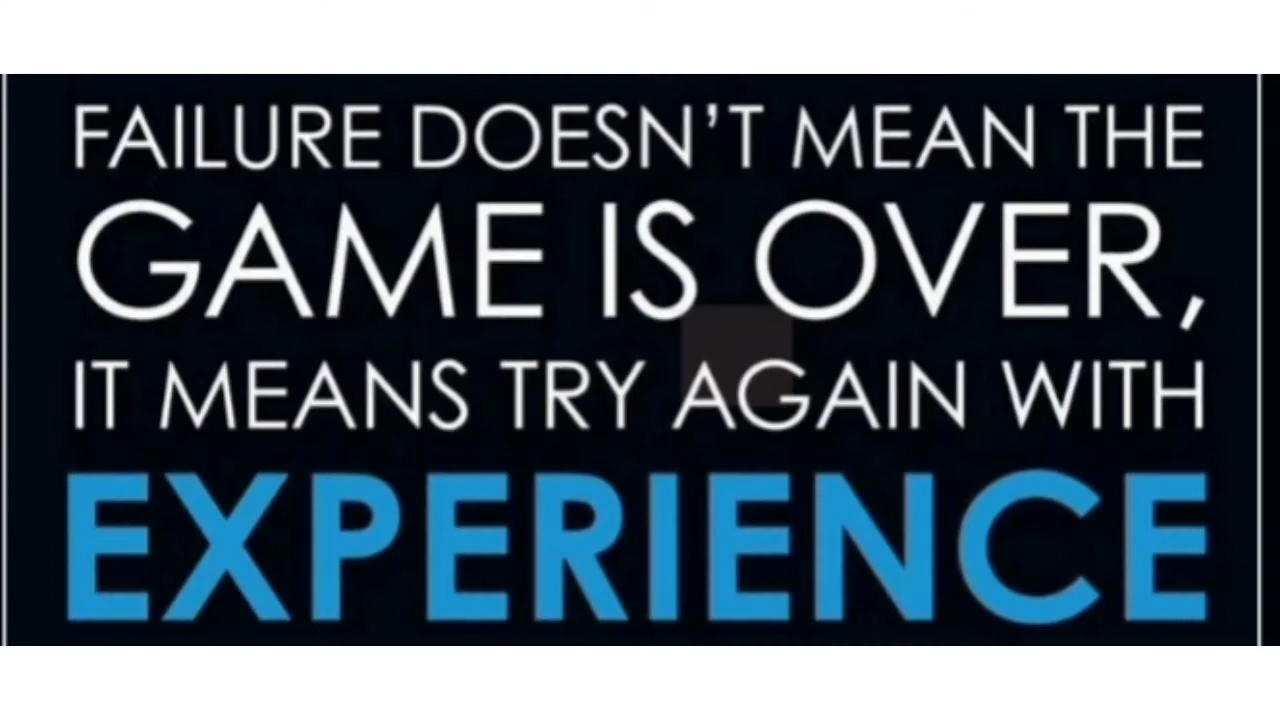 FAILURE DOESN’T MEAN THE
GAME IS OVER,
IT MEANS TRY AGAIN WITH
EXPERIENCE